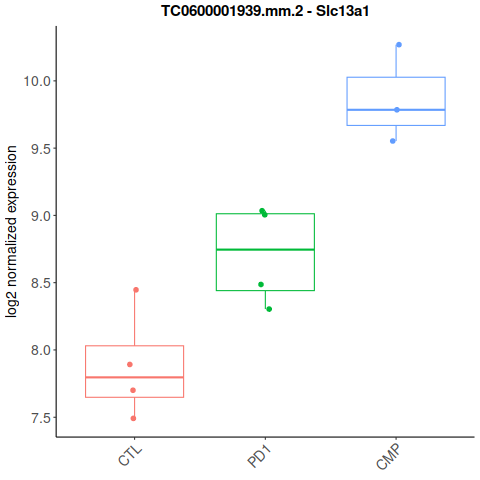 TC0600001939.mm.2 - Slc13a1
log2 normalized expression
10.0
9.5
9.0
8.5
8.0
7.5
CTL
PD1
CMP